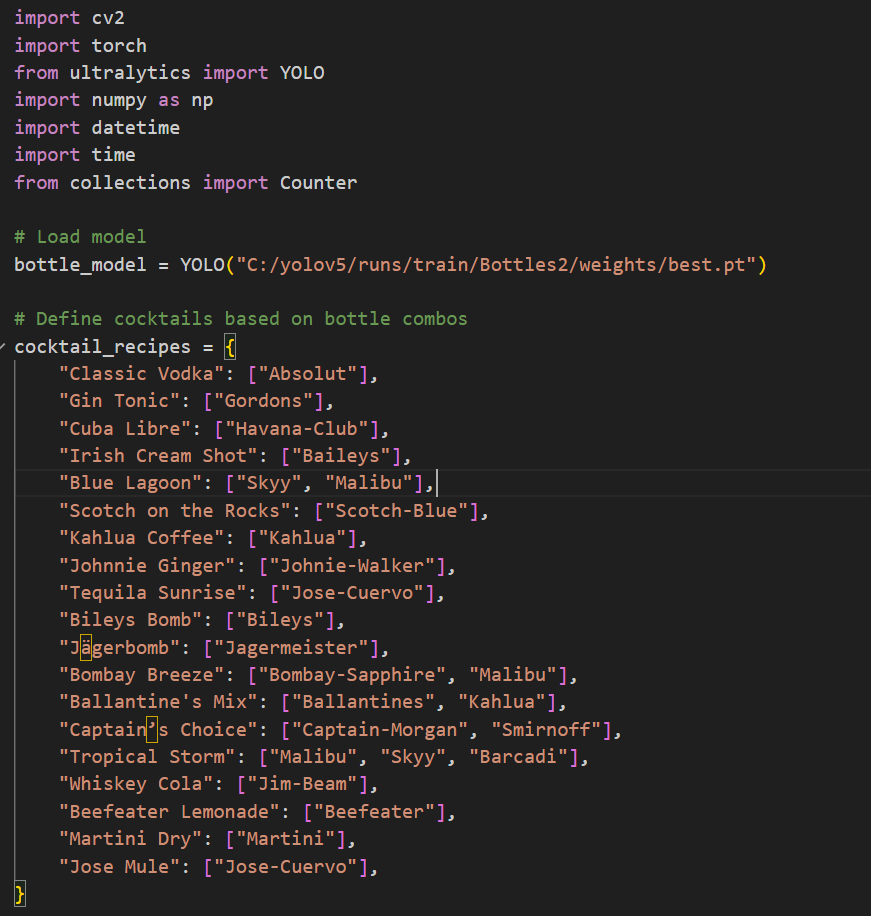 import cv2
import torch
from ultralytics import YOLO
import numpy as np
import datetime
import time
from collections import Counter
# Load model
bottle_model = YOLO("C:/yolov5/runs/train/Bottles2/weights/best.pt")
# Define cocktails based on bottle combos
cocktail_recipes = {
"Classic Vodka": ["Absolut"],
"Gin Tonic": ["Gordons"],
"Cuba Libre": ["Havana-Club"],
"Irish Cream Shot": ["Baileys"],
"Blue Lagoon": ["Skyy", "Malibu"],
"Scotch on the Rocks": ["Scotch-Blue"],
"Kahlua Coffee": ["Kahlua"],
"Johnnie Ginger": ["Johnie-Walker"],
"Tequila Sunrise": ["Jose-Cuervo"],
"Bileys Bomb": ["Bileys"],
"Jägerbomb": ["Jagermeister"],
"Bombay Breeze": ["Bombay-Sapphire", "Malibu"],
"Ballantine's Mix": ["Ballantines", "Kahlua"],
"Captain’s Choice": ["Captain-Morgan", "Smirnoff"],
"Tropical Storm": ["Malibu", "Skyy", "Barcadi"],
"Whiskey Cola": ["Jim-Beam"],
"Beefeater Lemonade": ["Beefeater"],
"Martini Dry": ["Martini"],
"Jose Mule": ["Jose-Cuervo"],
}